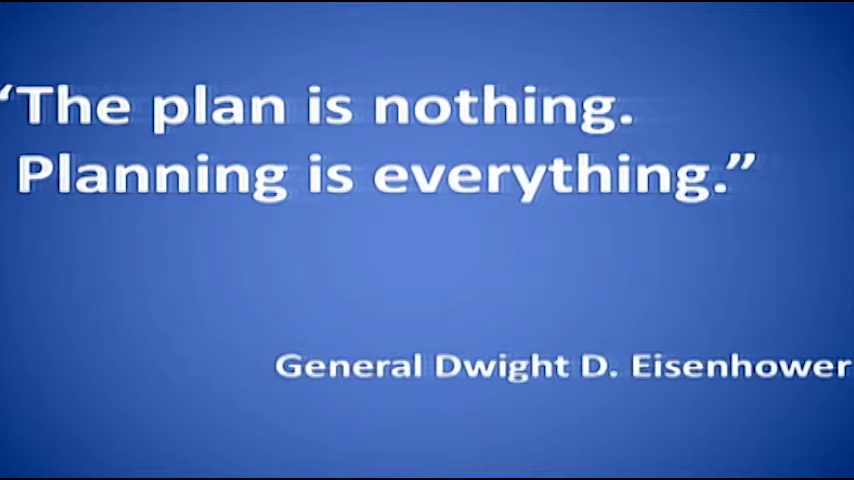 “The plan is nothing.
Planning is everything.”
General Dwight D. Eisenhower